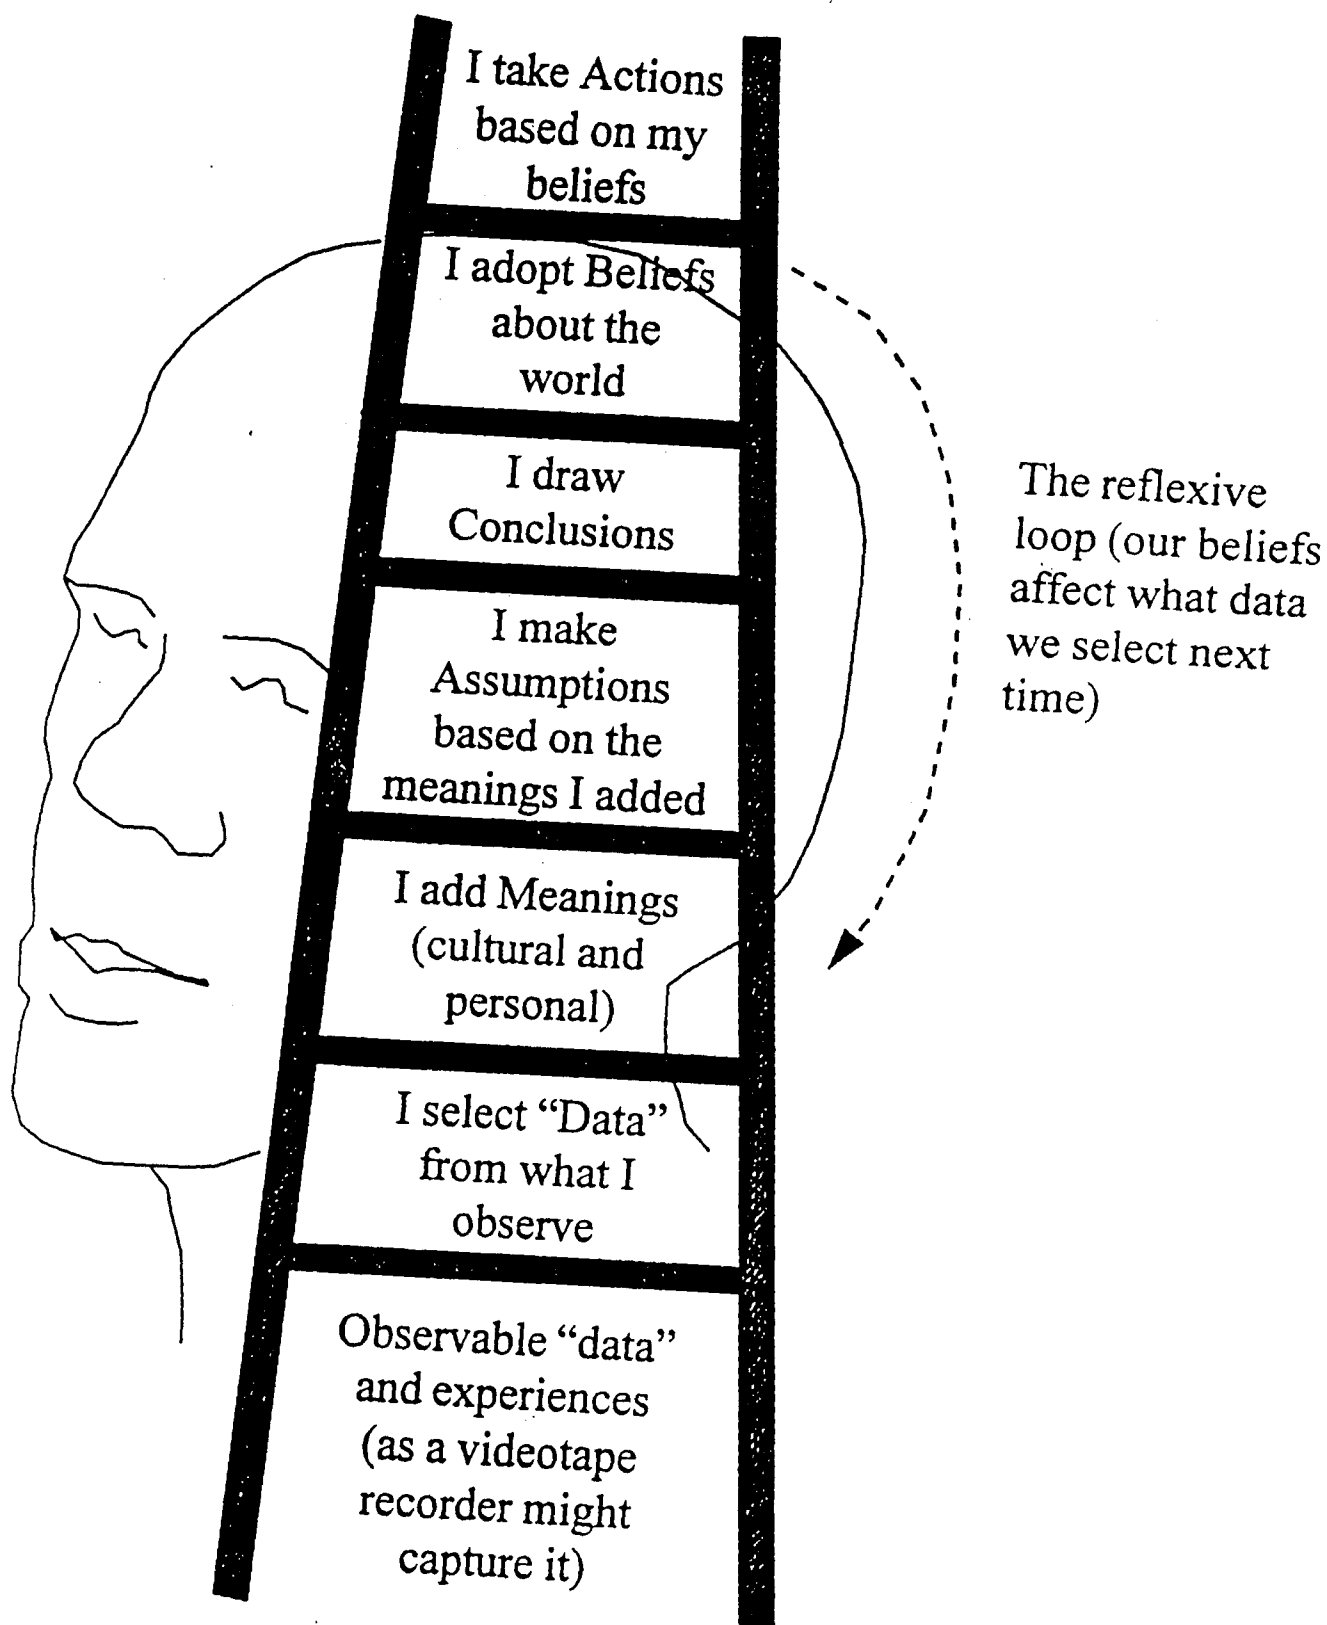 I take Actions
based on my
beliefs
I adopt Beliefs
about the
world
I draw
Conclusions
I make
Assumptions
based on the
meanings I added
I add Meanings
(cultural and
personal)
I select “Data”
from what I
observe
Observable “data”
and experiences
(as a videotape
recorder might
capture it)
The reflexive
loop (our beliefs
affect what data
we select next
time)